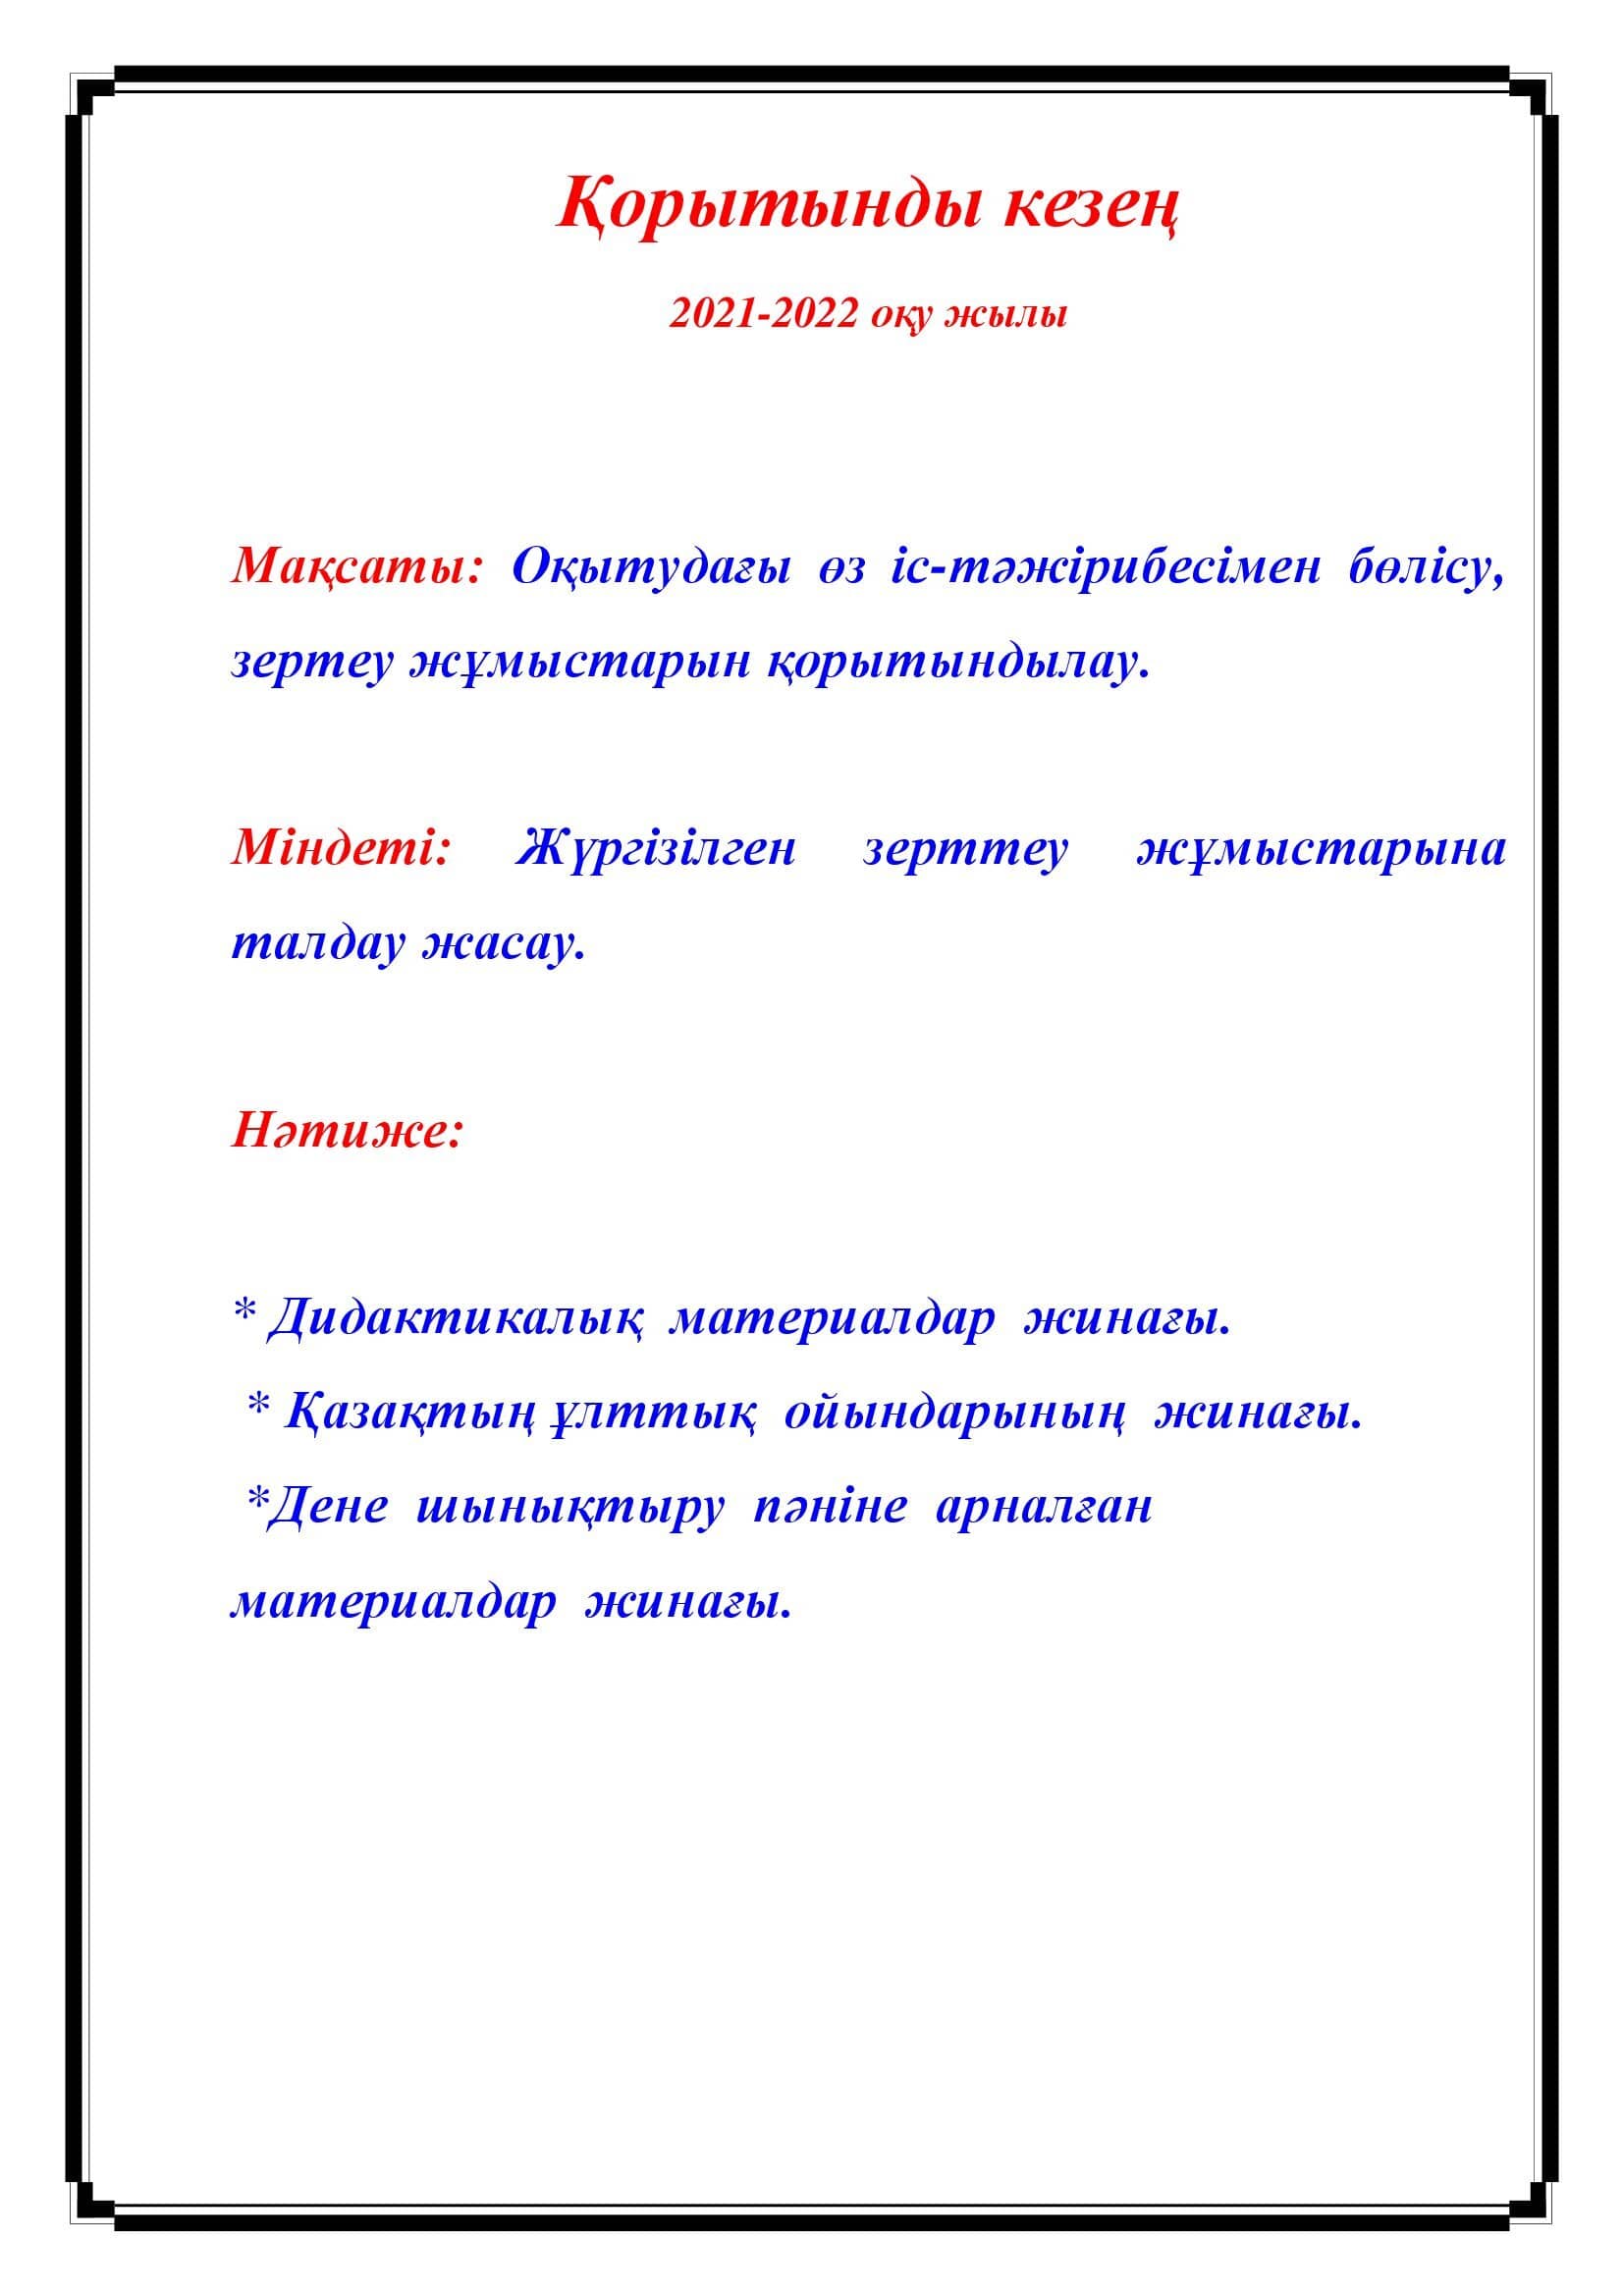 Қорытынды кезең
2021-2022 оқу жылы
Мақсаты: Оқытудағы өз іс-тәжірибесімен бөлісу,
зертеу жұмыстарын қорытындылау.
Міндеті: Жүргізілген зерттеу жұмыстарына
талдау жасау.
Нәтиже:
* Дидактикалық материалдар жинағы.
* Қазақтың ұлттық ойындарының жинағы.
*Дене шынықтыру пәніне арналған
материалдар жинағы.